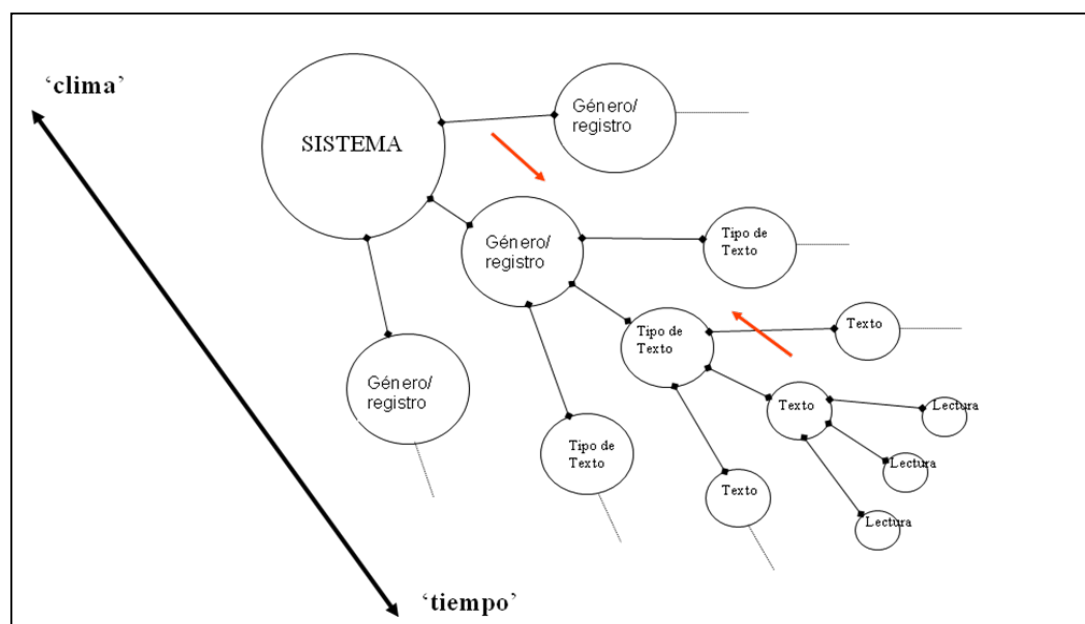 ‘clima’
Género/
registro
SISTEMA
Género/
registro
Tipo de
Texto
Texto
Tipo de
Texto
Género/
registro
Texto
Lectura
Tipo de
Texto
Lectura
Texto
Lectura
‘tiempo’